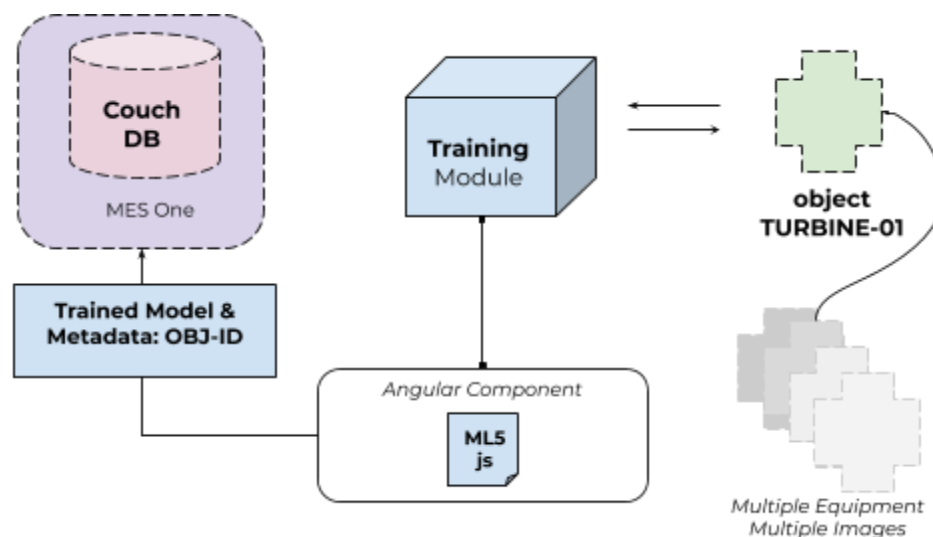 Couch
DB
MES One
Training
Module
object
TURBINE-01
Trained Model &
Metadata: OBJ-ID
Angular Component
ML5
js
Multiple Equipment
Multiple Images